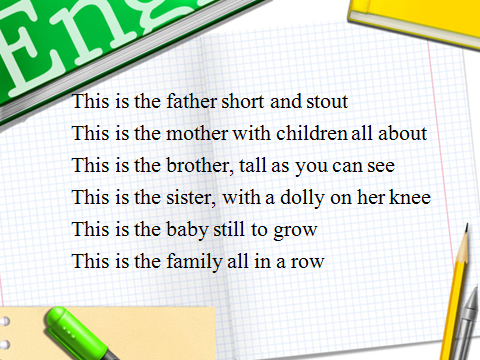 Eng
This is the father short and stout
This is the mother with children all about
This is the brother, tall as you can see
This is the sister, with a dolly on her knee
This is the baby still to grow
This is the family all in a row